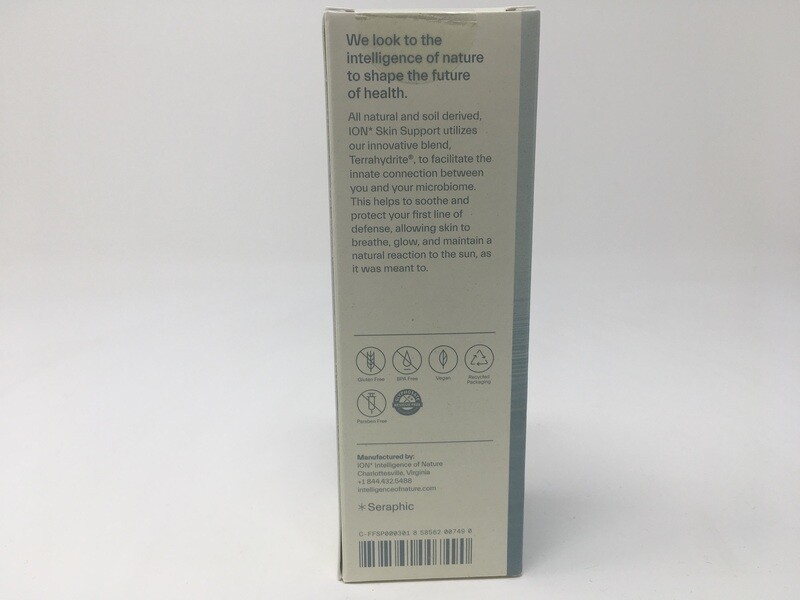 We look to the
intelligence of nature
to shape the future
of health.
All natural and soil derived,
ION* Skin Support utilizes
our innovative blend,
Terrahydrite®, to facilitate the
innate connection between
you and your microbiome.
This helps to soothe and
protect your first line of
defense, allowing skin to
breathe, glow, and maintain a
natural reaction to the sun, as
it was meant to.
Gluten Free
BPA Free
Vegan
Recycled
Packaging
Paraben Free
Manufactured by:
ION* Intelligence of Nature
Charlottesville, Virginia
+1 844.432.5488
intelligenceofnature.com
* Seraphic